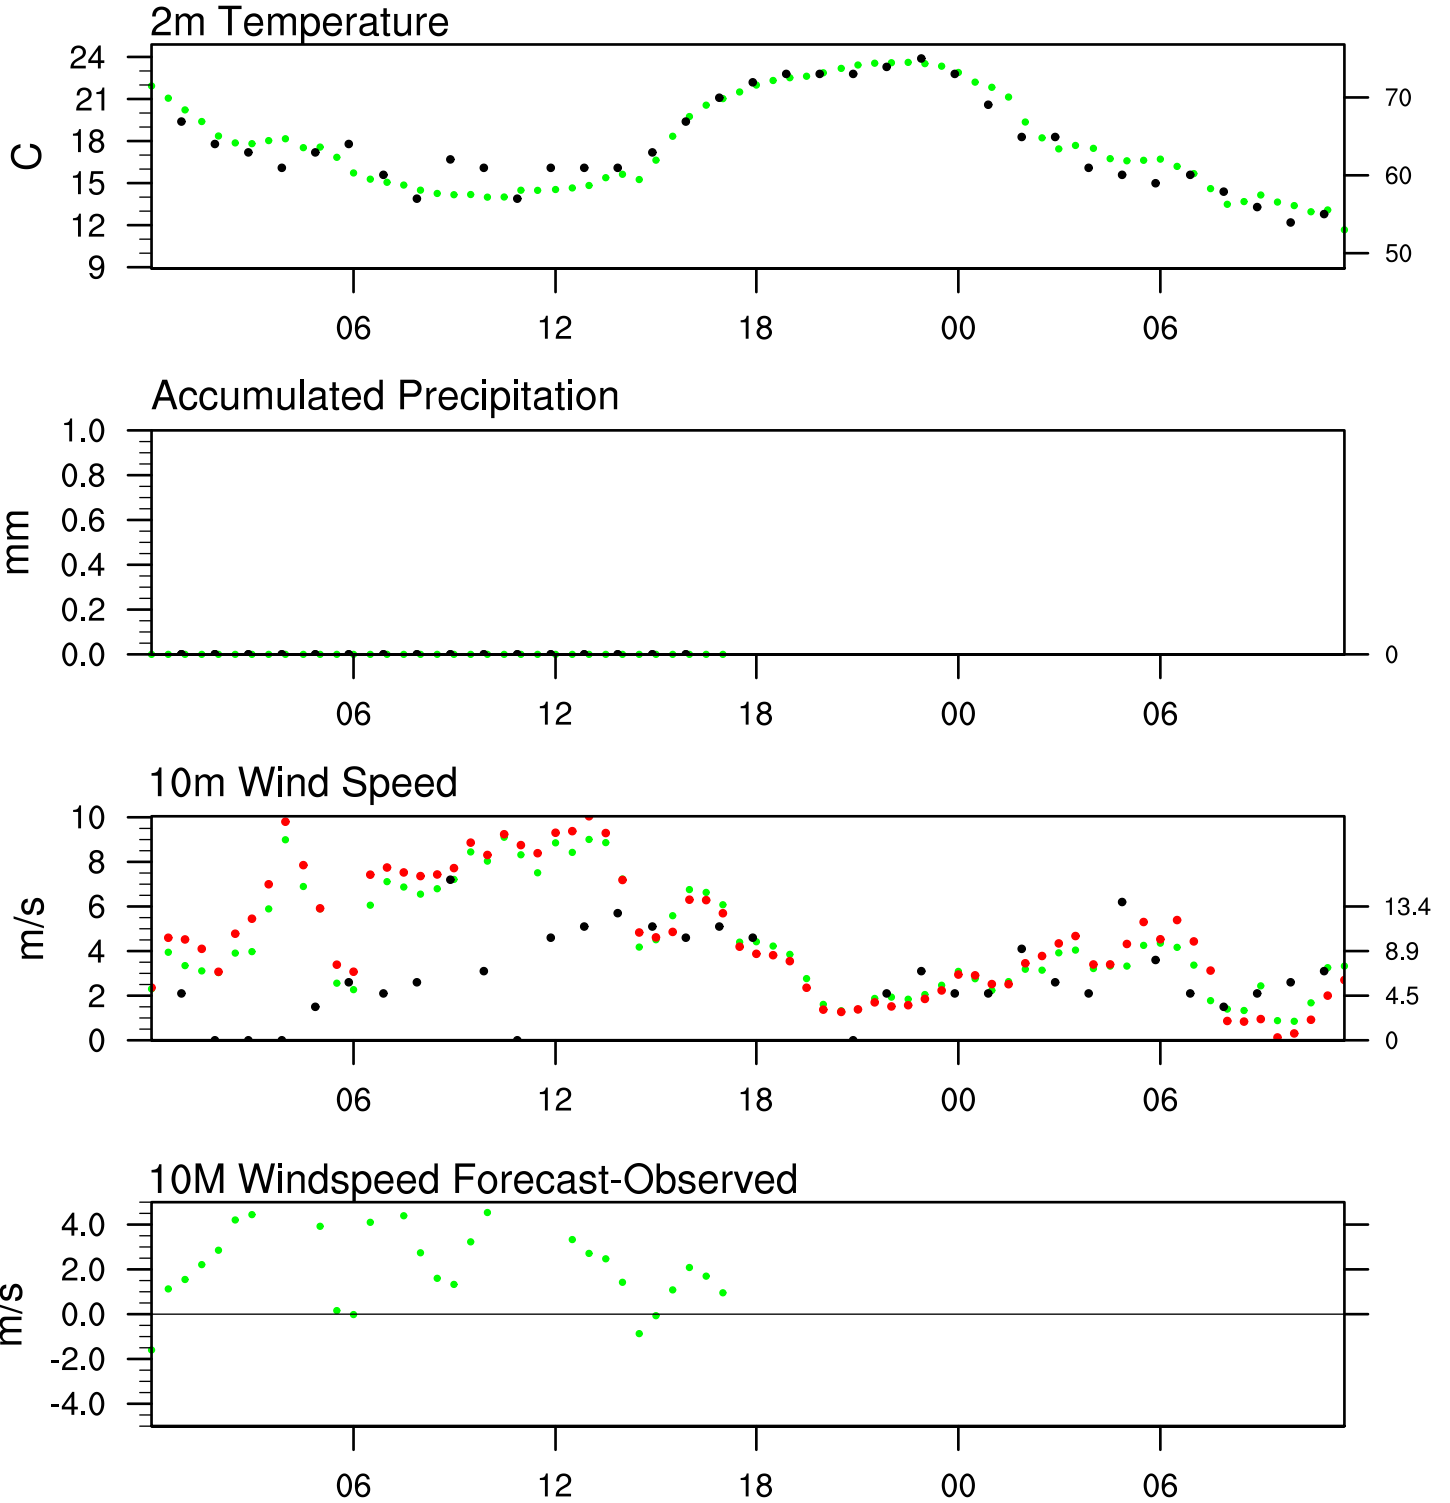 2m Temperature
24
21
18
15
12
9
C
70
60
50
06 12 18 00 06
Accumulated Precipitation
1.0
0.8
0.6
0.4
0.2
0.0
mm
0
06 12 18 00 06
10m Wind Speed
10
8
6
4
2
0
m/s
13.4
8.9
4.5
0
06 12 18 00 06
10M Windspeed Forecast-Observed
4.0
2.0
0.0
-2.0
-4.0
m/s
06 12 18 00 06